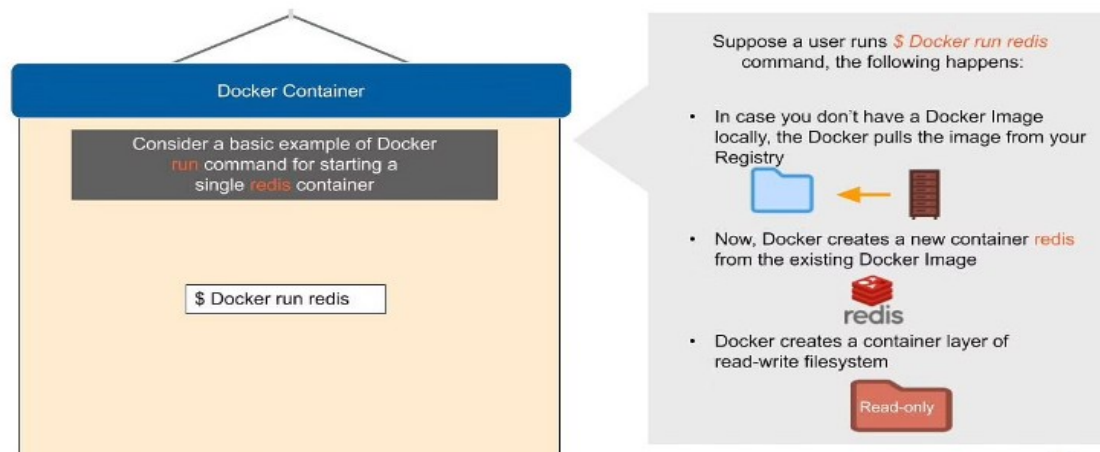 Docker Container
Consider a basic example of Docker
run command for starting a
single redis container
$ Docker run redis
Suppose a user runs $ Docker run redis
command, the following happens:
• In case you don't have a Docker Image
locally, the Docker pulls the image from your
Registry
• Now, Docker creates a new container redis
from the existing Docker Image
redis
• Docker creates a container layer of
read-write filesystem
Read-only